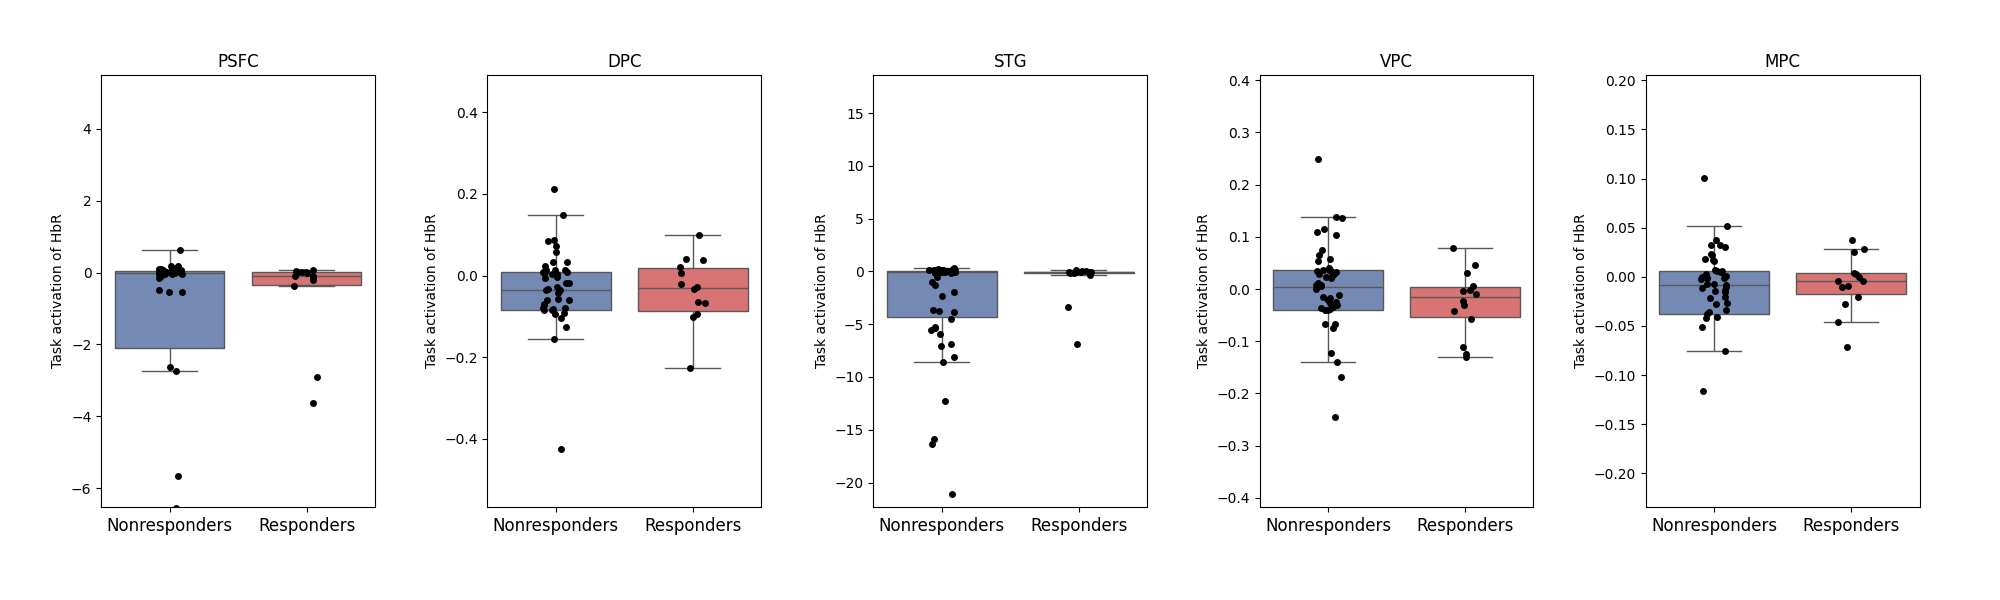 PSFC
Task activation of HbR
4
2
0
−2
−4
−6
Nonresponders Responders
DPC
Task activation of HbR
0.4
0.2
0.0
−0.2
−0.4
Nonresponders Responders
STG
Task activation of HbR
15
10
5
0
−5
−10
−15
−20
Nonresponders Responders
VPC
Task activation of HbR
0.4
0.3
0.2
0.1
0.0
−0.1
−0.2
−0.3
−0.4
Nonresponders Responders
MPC
Task activation of HbR
0.20
0.15
0.10
0.05
0.00
−0.05
−0.10
−0.15
−0.20
Nonresponders Responders